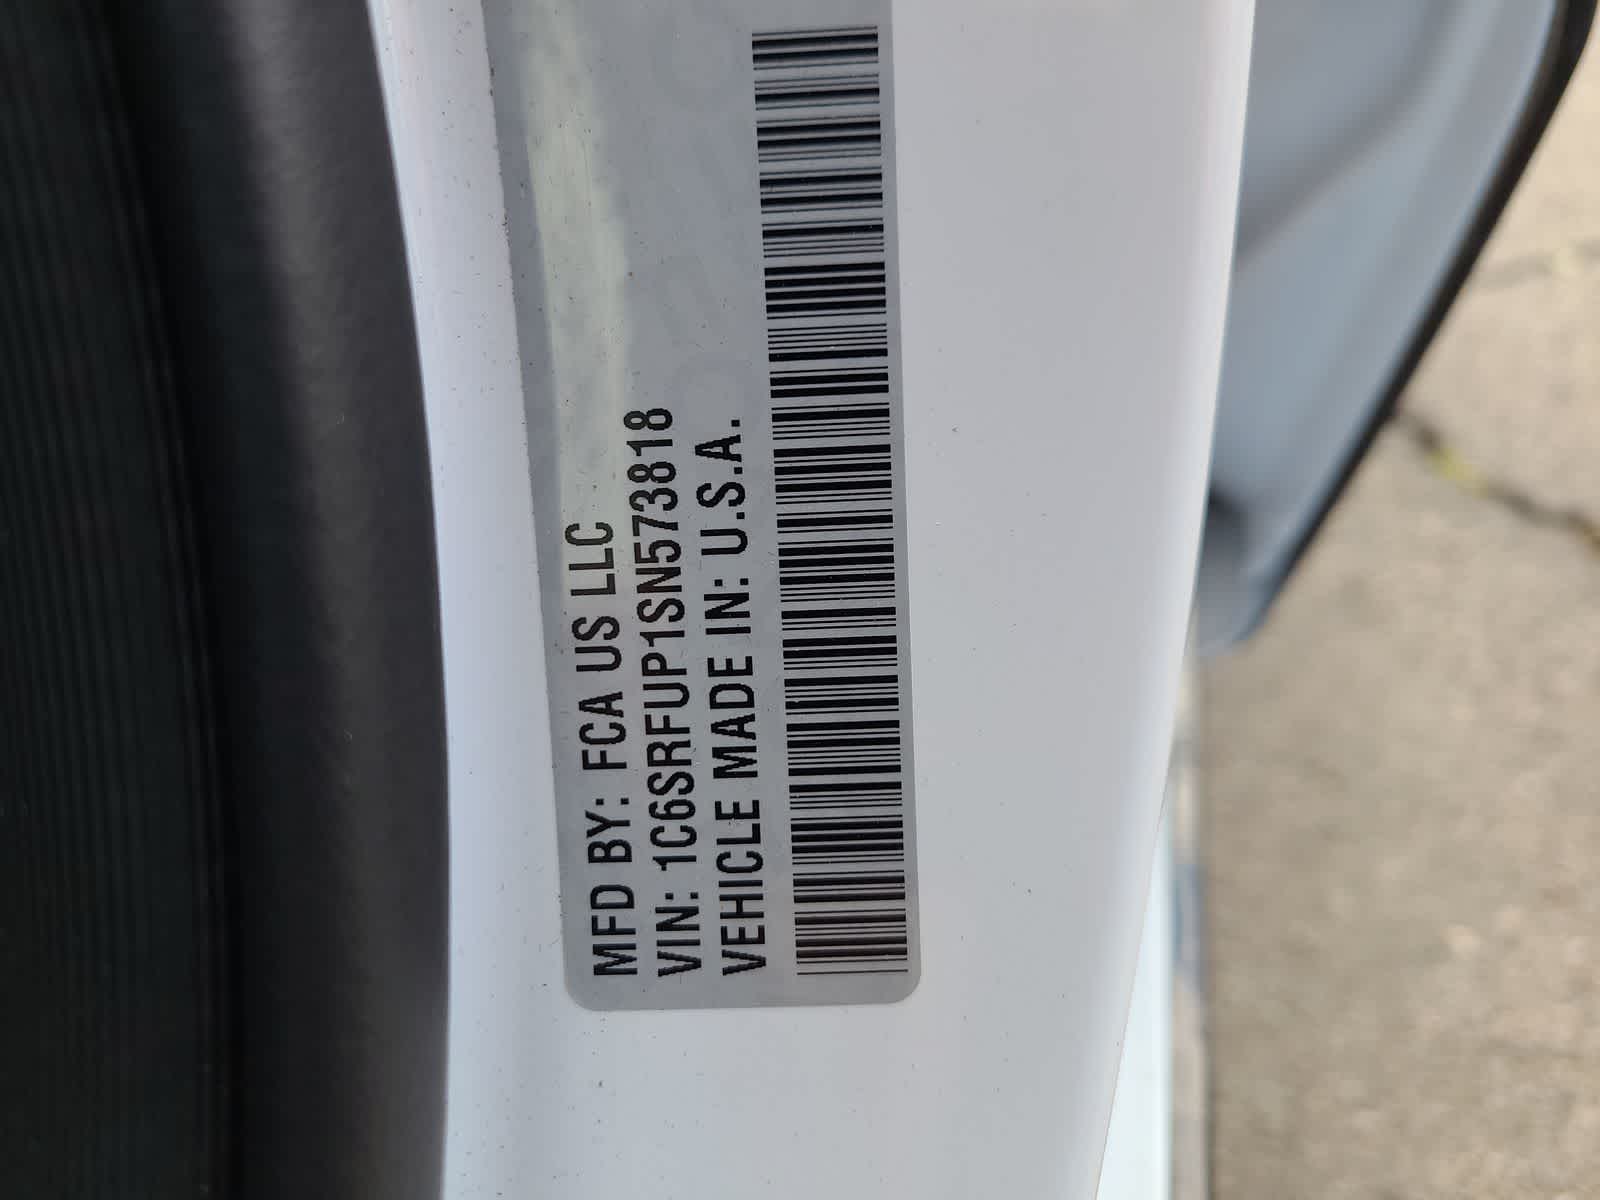 MFD BY: FCA US LLC
VIN: 1C6SRFUP1SN573818
VEHICLE MADE IN: U.S.A.